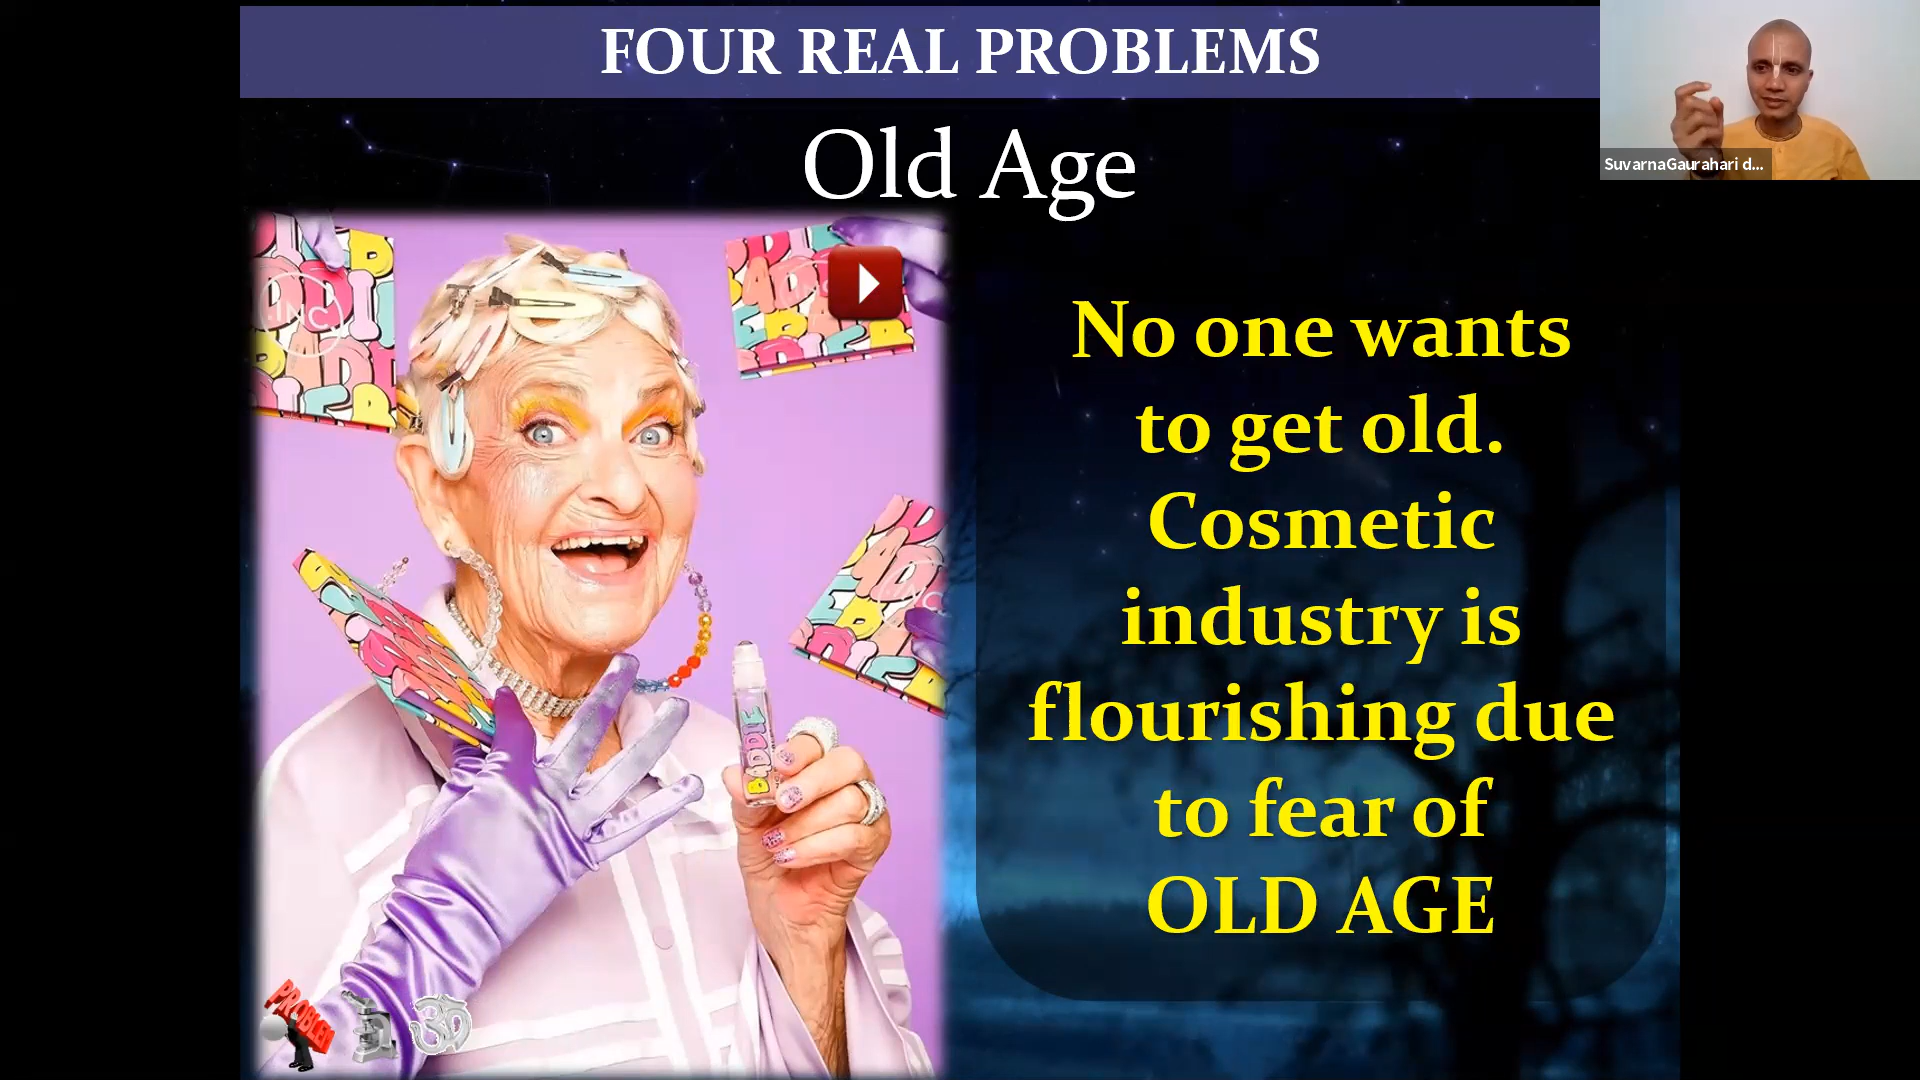 FOUR REAL PROBLEMS
SuvarnaGaurahari d...
Old Age
INC.
BADDIE
No one wants
to get old.
Cosmetic
industry is
flourishing due
to fear of
OLD AGE
PROBLEM
ॐ